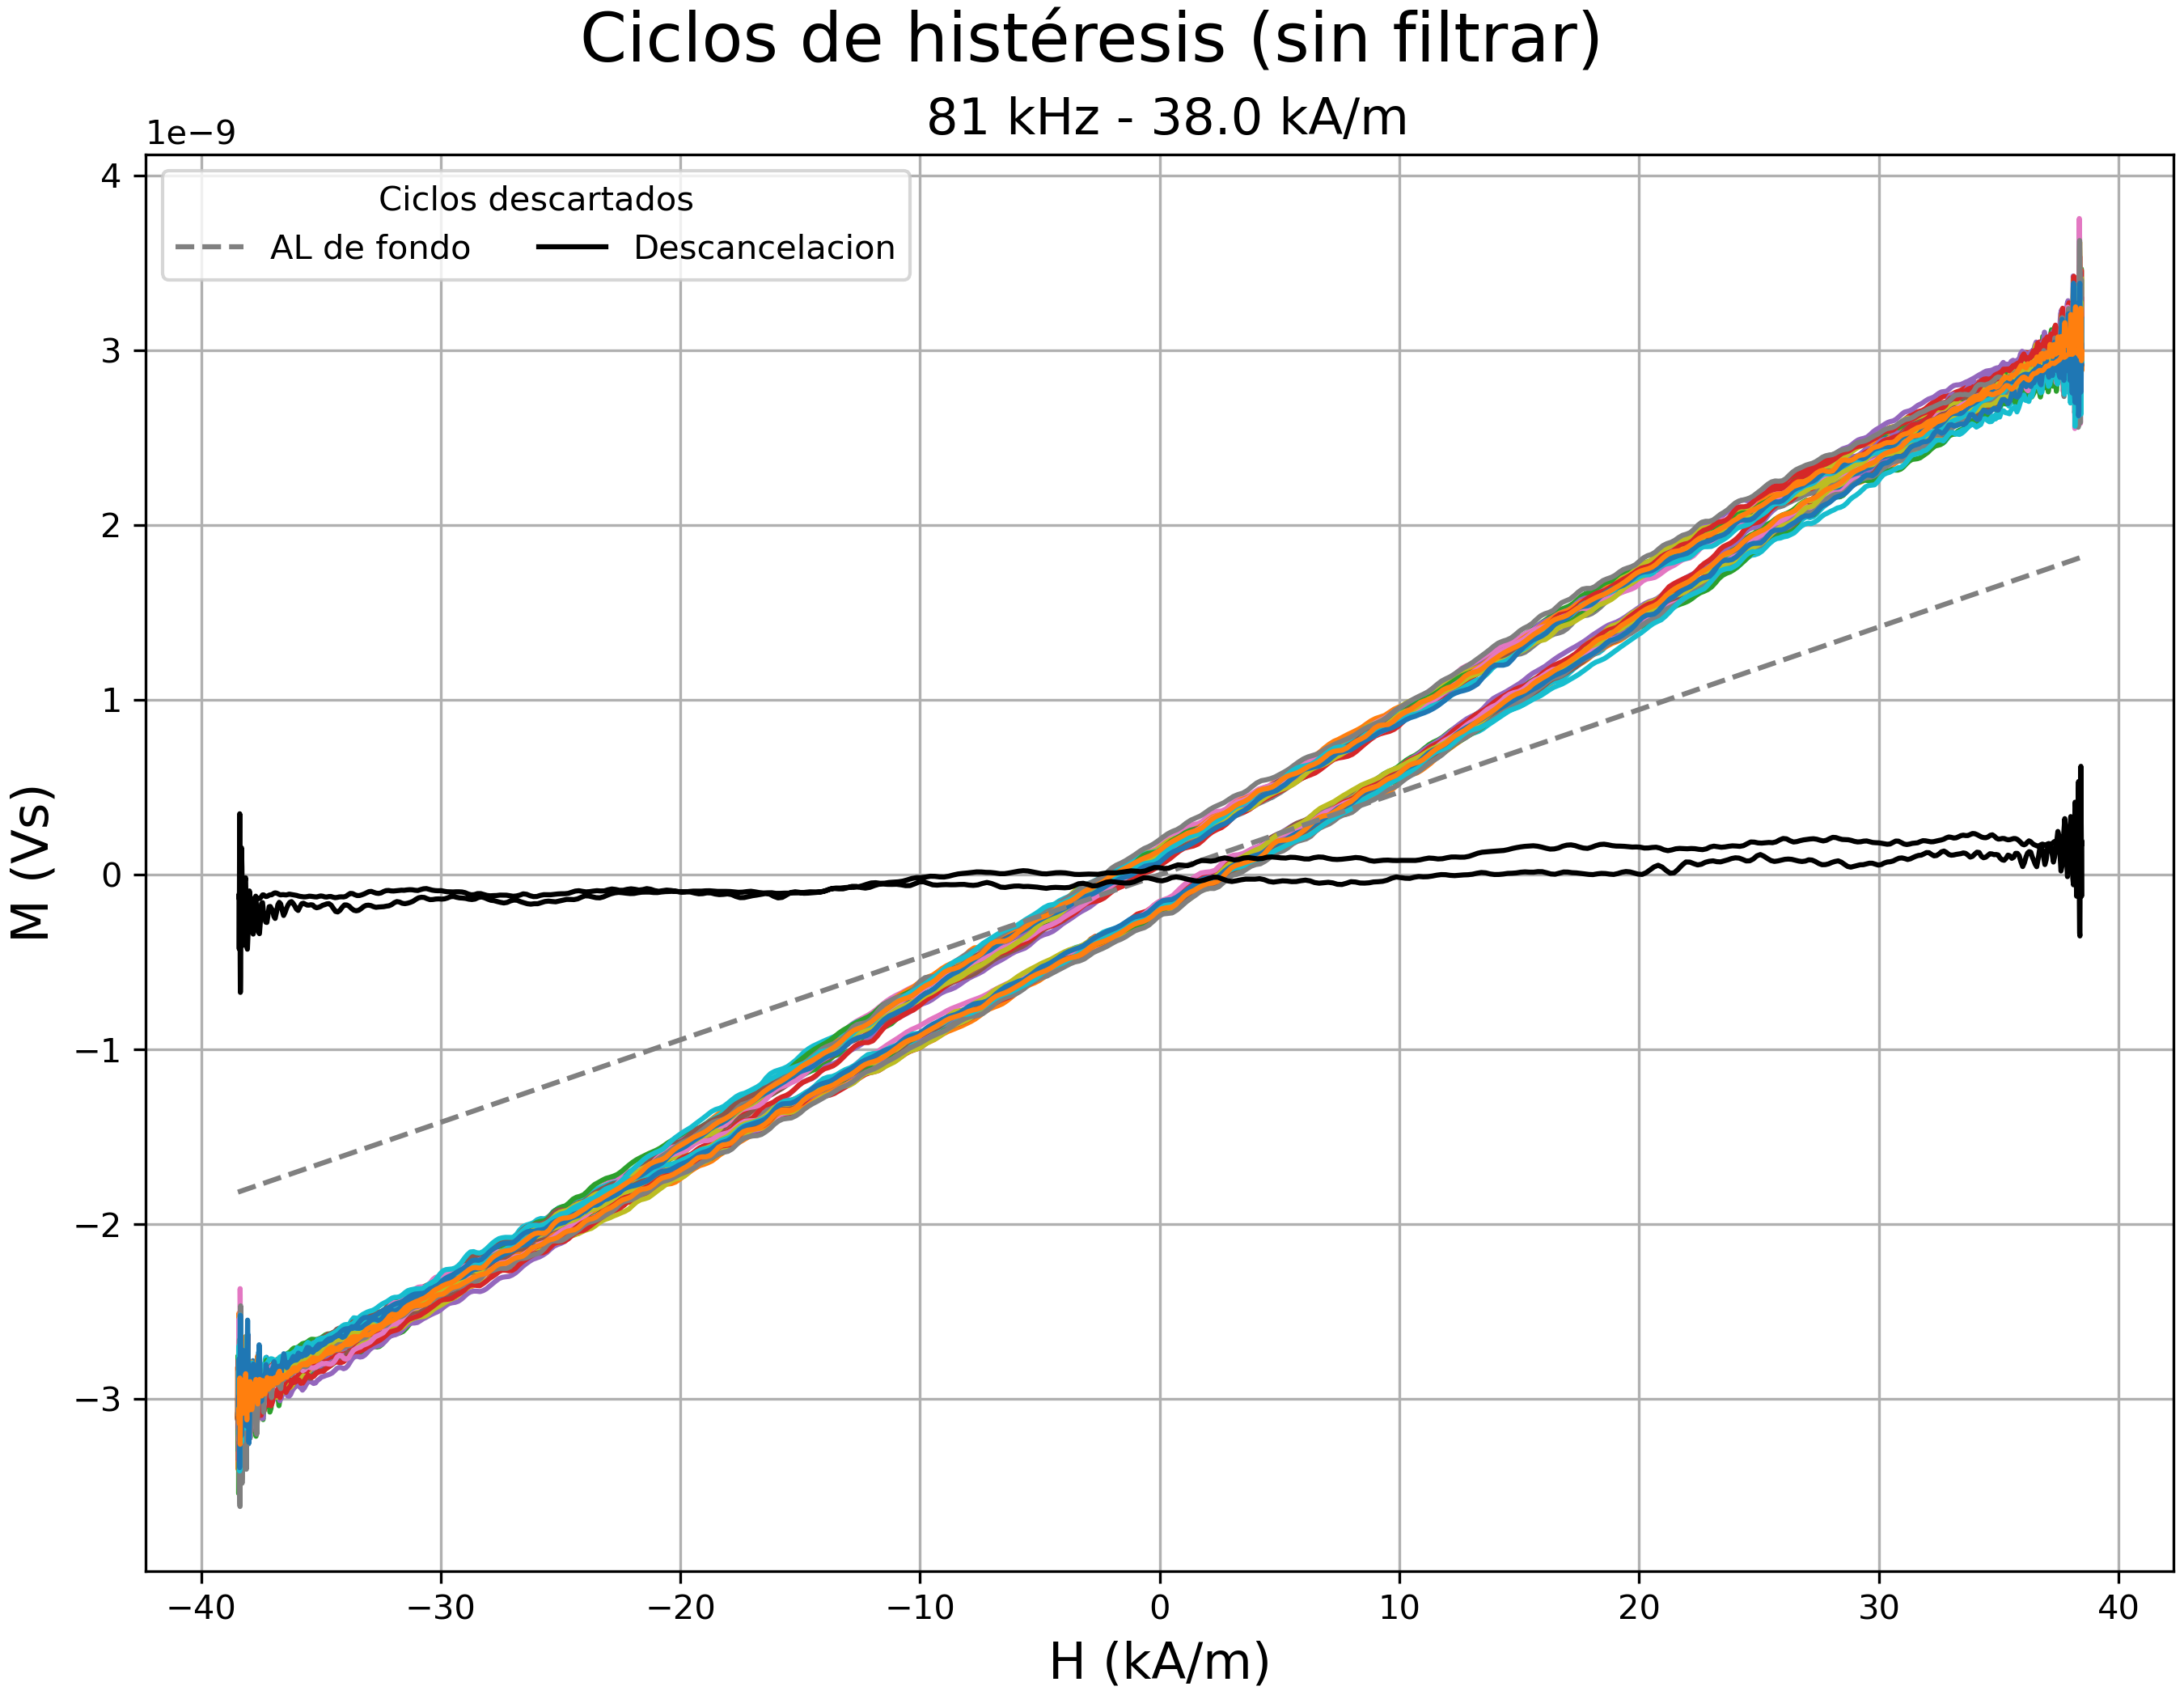 Ciclos de histéresis (sin filtrar)
81 kHz - 38.0 kA/m
1e−9
Ciclos descartados
AL de fondo
Descancelacion
4
3
2
1
0
−1
−2
−3
M (Vs)
−40
−30
−20
−10
0
10
20
30
40
H (kA/m)